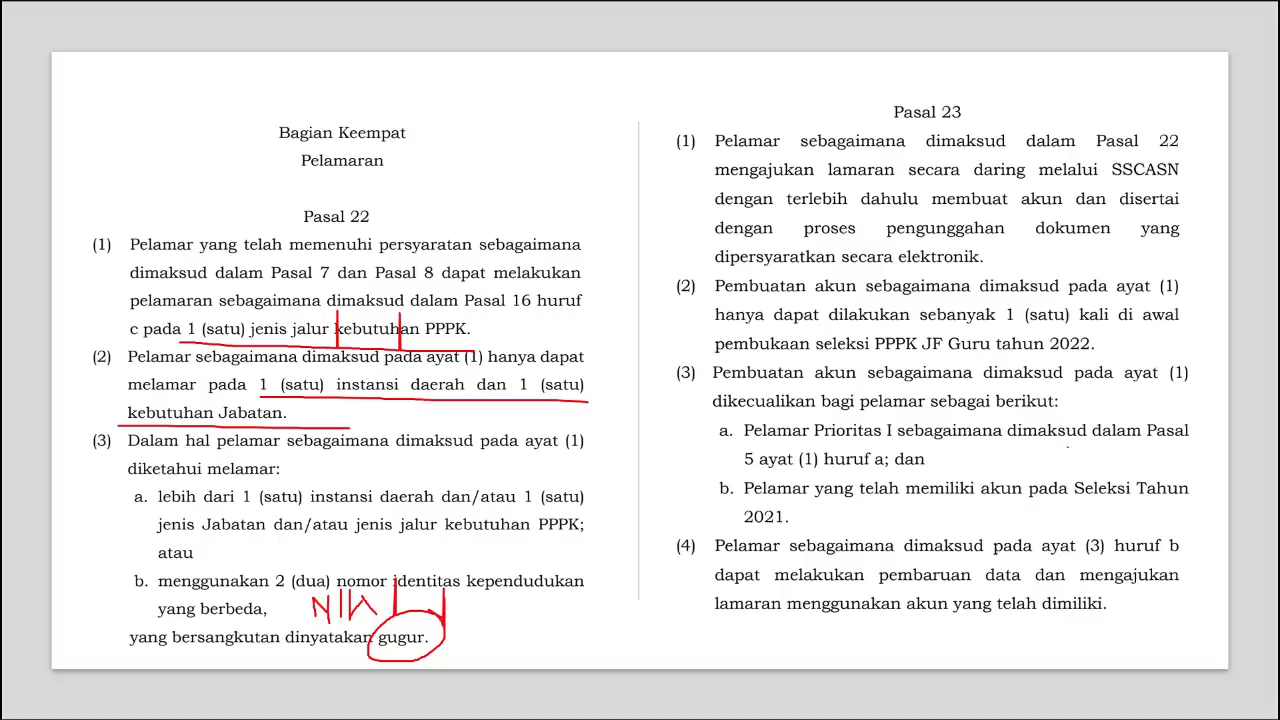 Bagian Keempat
Pelamaran
Pasal 22
(1) Pelamar yang telah memenuhi persyaratan sebagaimana
dimaksud dalam Pasal 7 dan Pasal 8 dapat melakukan
pelamaran sebagaimana dimaksud dalam Pasal 16 huruf
c pada 1 (satu) jenis jalur kebutuhan PPPK.
(2) Pelamar sebagaimana dimaksud pada ayat (1) hanya dapat
melamar pada 1 (satu) instansi daerah dan 1 (satu)
kebutuhan Jabatan.
(3) Dalam hal pelamar sebagaimana dimaksud pada ayat (1)
diketahui melamar:
a. lebih dari 1 (satu) instansi daerah dan/atau 1 (satu)
jenis Jabatan dan/atau jenis jalur kebutuhan PPPK;
atau
b. menggunakan 2 (dua) nomor identitas kependudukan
yang berbeda,
NIK
yang bersangkutan dinyatakan gugur.
Pasal 23
(1) Pelamar sebagaimana dimaksud dalam Pasal 22
mengajukan lamaran secara daring melalui SSCASN
dengan terlebih dahulu membuat akun dan disertai
dengan proses pengunggahan dokumen yang
dipersyaratkan secara elektronik.
(2) Pembuatan akun sebagaimana dimaksud pada ayat (1)
hanya dapat dilakukan sebanyak 1 (satu) kali di awal
pembukaan seleksi PPPK JF Guru tahun 2022.
(3) Pembuatan akun sebagaimana dimaksud pada ayat (1)
dikecualikan bagi pelamar sebagai berikut:
a. Pelamar Prioritas I sebagaimana dimaksud dalam Pasal
5 ayat (1) huruf a; dan
b. Pelamar yang telah memiliki akun pada Seleksi Tahun
2021.
(4) Pelamar sebagaimana dimaksud pada ayat (3) huruf b
dapat melakukan pembaruan data dan mengajukan
lamaran menggunakan akun yang telah dimiliki.